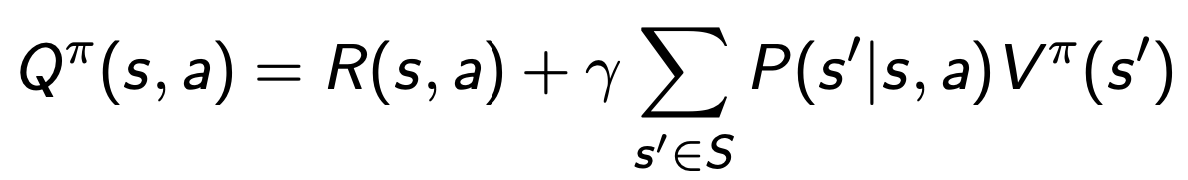 Q^π(s, a) = R(s, a) + γ ∑_{s′∈S} P(s′|s, a)V^π(s′)